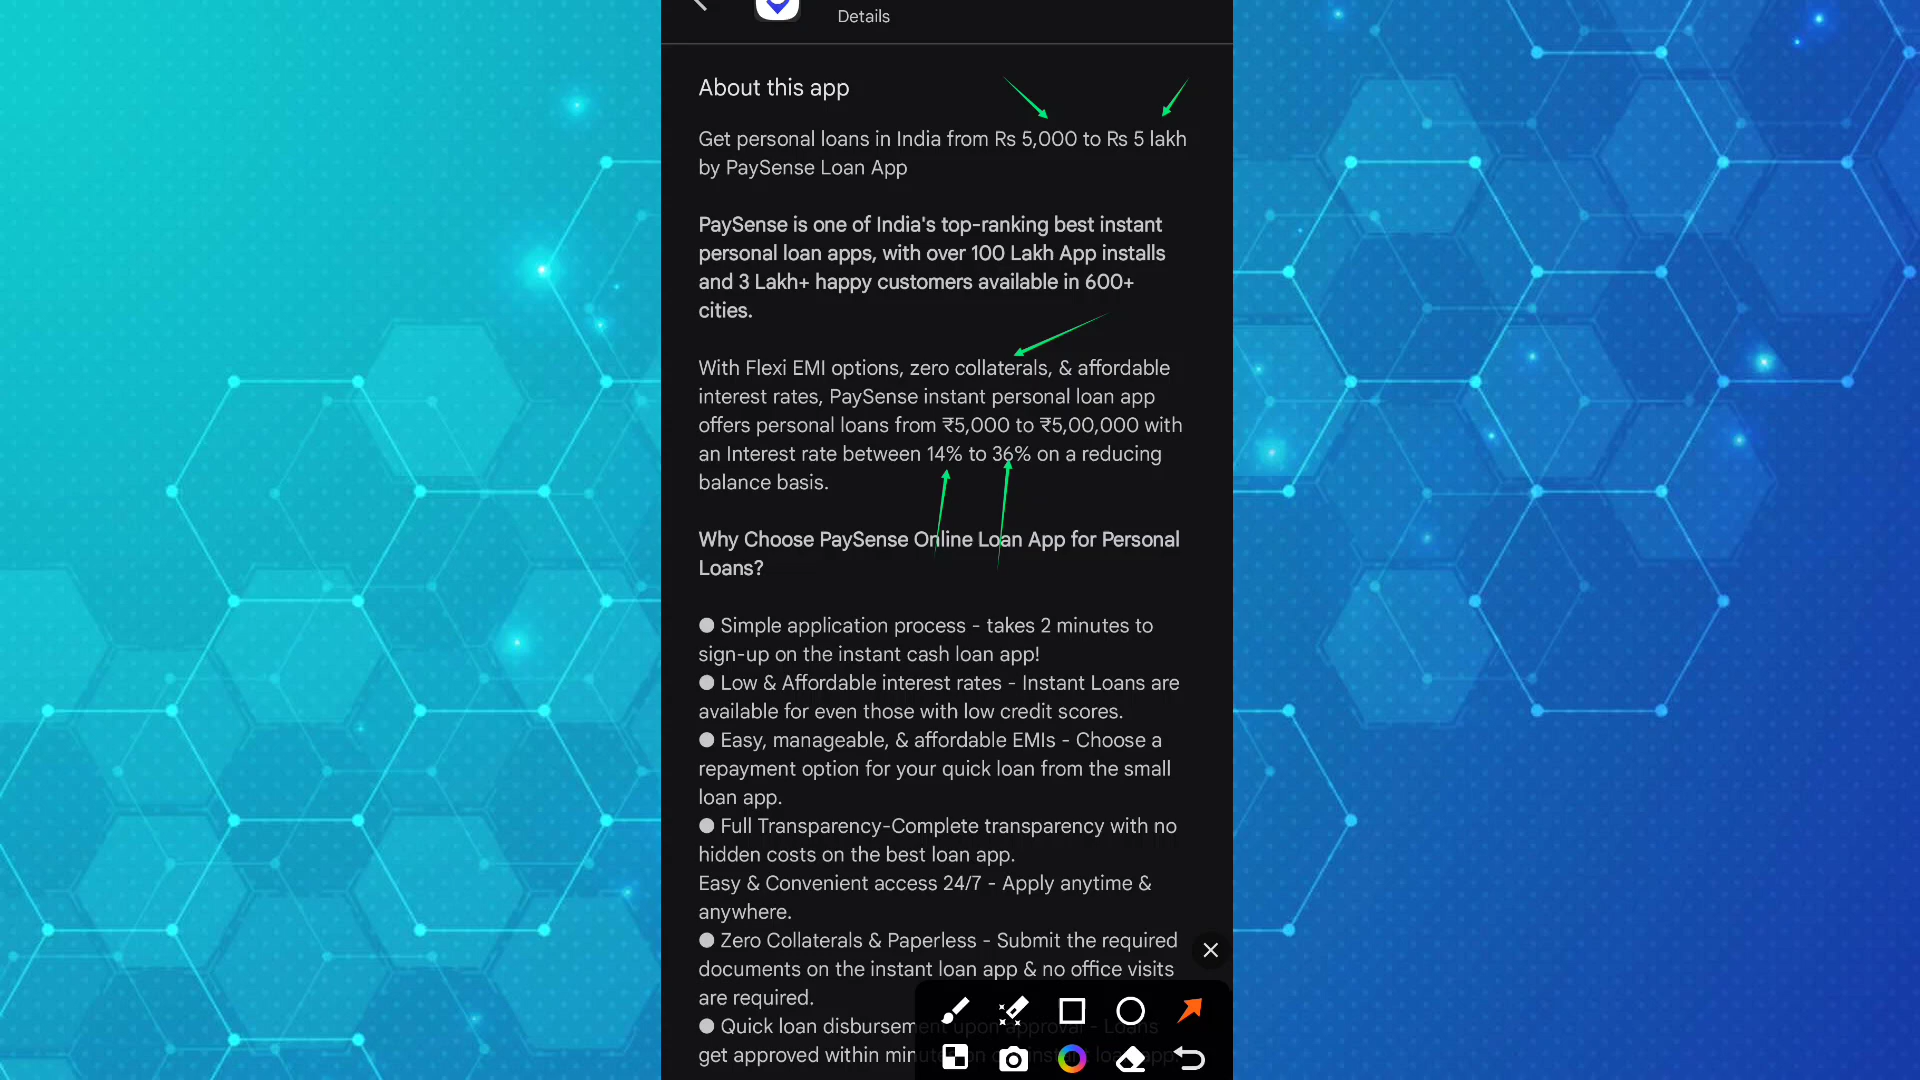 Details
About this app
Get personal loans in India from Rs 5,000 to Rs 5 lakh
by PaySense Loan App
PaySense is one of India's top-ranking best instant
personal loan apps, with over 100 Lakh App installs
and 3 Lakh+ happy customers available in 600+
cities.
With Flexi EMI options, zero collaterals, & affordable
interest rates, PaySense instant personal loan app
offers personal loans from ₹5,000 to ₹5,00,000 with
an Interest rate between 14% to 36% on a reducing
balance basis.
Why Choose PaySense Online Loan App for Personal
Loans?
● Simple application process - takes 2 minutes to
sign-up on the instant cash loan app!
● Low & Affordable interest rates - Instant Loans are
available for even those with low credit scores.
● Easy, manageable, & affordable EMIs - Choose a
repayment option for your quick loan from the small
loan app.
● Full Transparency-Complete transparency with no
hidden costs on the best loan app.
Easy & Convenient access 24/7 - Apply anytime &
anywhere.
● Zero Collaterals & Paperless - Submit the required
documents on the instant loan app & no office visits
are required.
● Quick loan disbursement upon approval - Loans
get approved within